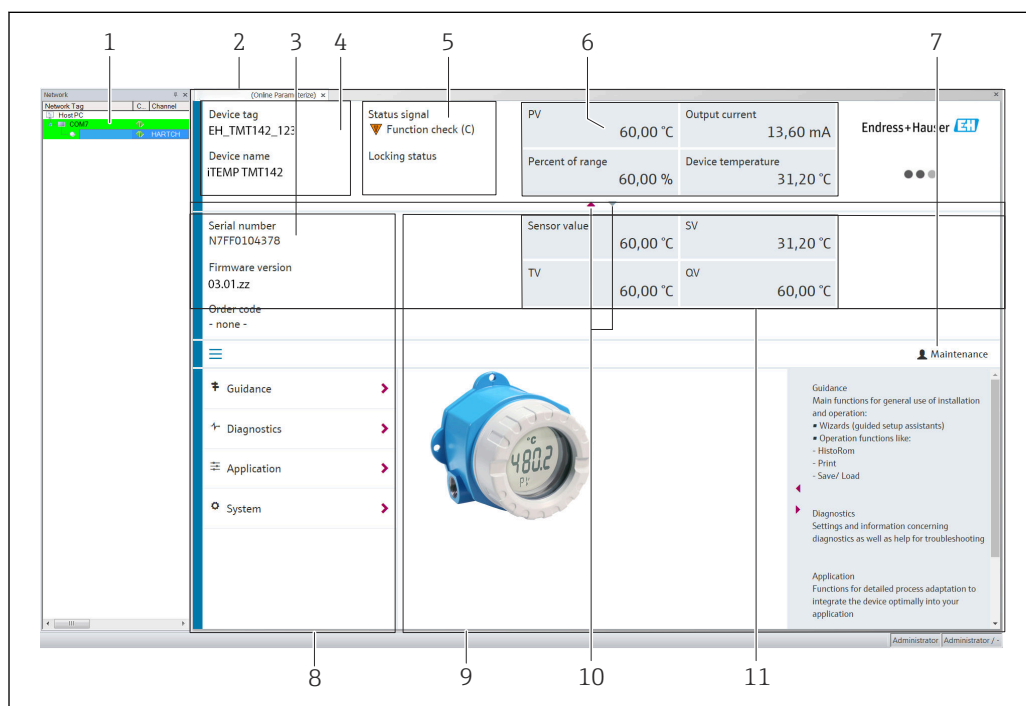 1
2
3
4
5
6
7
Network
(Online Parameterize)
Network Tag
C...
Channel
Host PC
COM7
HARTCH
Device tag
EH_TMT142_123
Device name
iTEMP TMT142
Status signal
Function check (C)
Locking status
PV
60,00 °C
Output current
13,60 mA
Percent of range
60,00 %
Device temperature
31,20 °C
Endress+Hauser EH
Serial number
N7FF0104378
Firmware version
03.01.zz
Order code
- none -
Sensor value
60,00 °C
SV
31,20 °C
TV
60,00 °C
QV
60,00 °C
Maintenance
Guidance
Diagnostics
Application
System
°C
480.2
Guidance
Main functions for general use of installation
and operation:
▪ Wizards (guided setup assistants)
▪ Operation functions like:
- HistoRom
- Print
- Save/ Load
Diagnostics
Settings and information concerning
diagnostics as well as help for troubleshooting
Application
Functions for detailed process adaptation to
integrate the device optimally into your
application
Administrator
Administrator / -
8
9
10
11